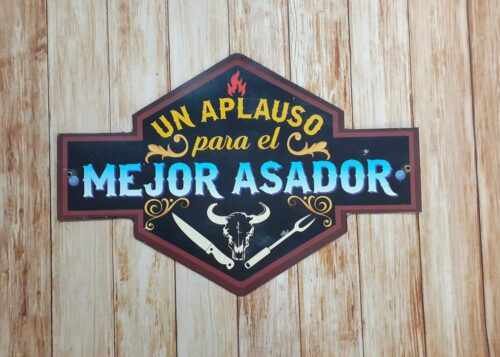 UN APLAUSO
para el
MEJOR ASADOR